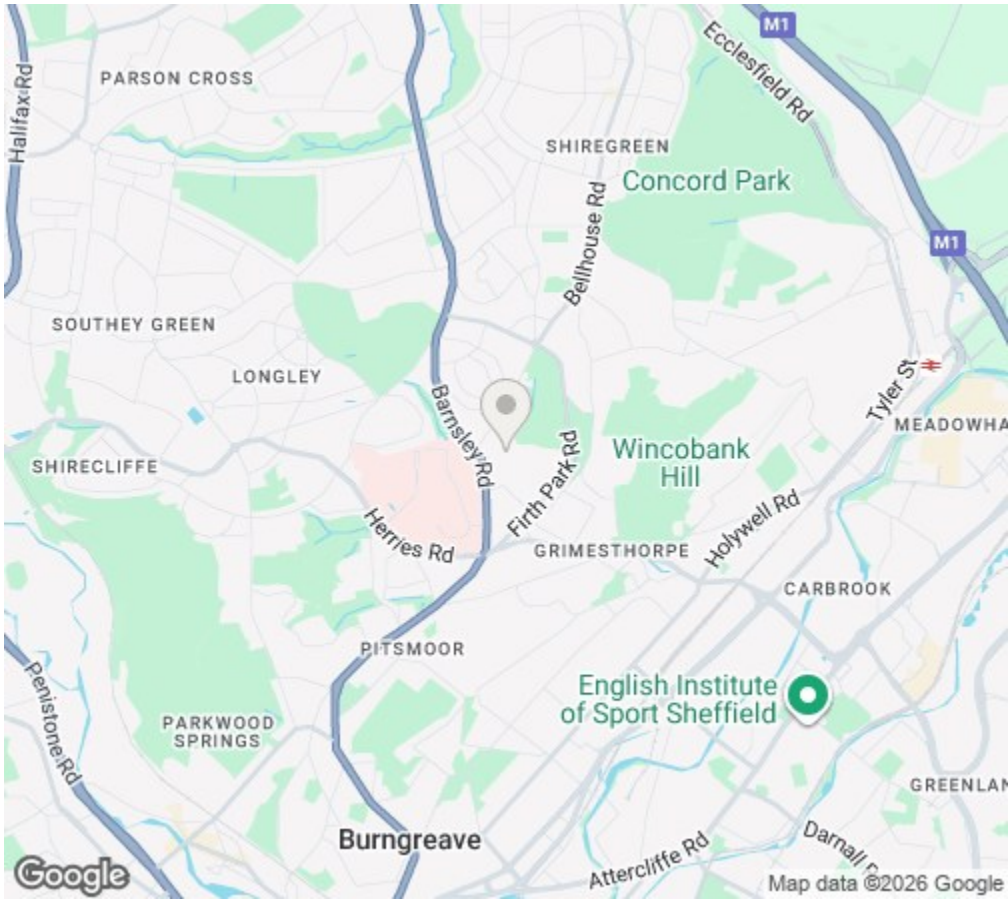 M1
Ecclesfield Rd
PARSON CROSS
Halifax Rd
SHIREGREEN
Concord Park
M1
Bellhouse Rd
SOUTHEY GREEN
LONGLEY
Tyler St
Barnsley Rd
MEADOWHA
Wincobank
Hill
SHIRECLIFFE
Firth Park Rd
Holywell Rd
Herries Rd
GRIMESTHORPE
CARBROOK
PITSMOOR
English Institute
of Sport Sheffield
Penistone Rd
PARKWOOD
SPRINGS
GREENLAN
Burngreave
Attercliffe Rd
Darnall
Google
Map data ©2026 Google